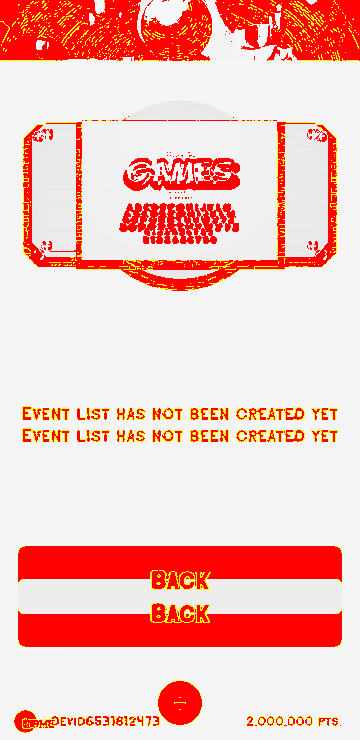 GAMES
EVENT LIST HAS NOT BEEN CREATED YET
EVENT LIST HAS NOT BEEN CREATED YET
BACK
BACK
DEVID6531812473
2.000.000 PTS.